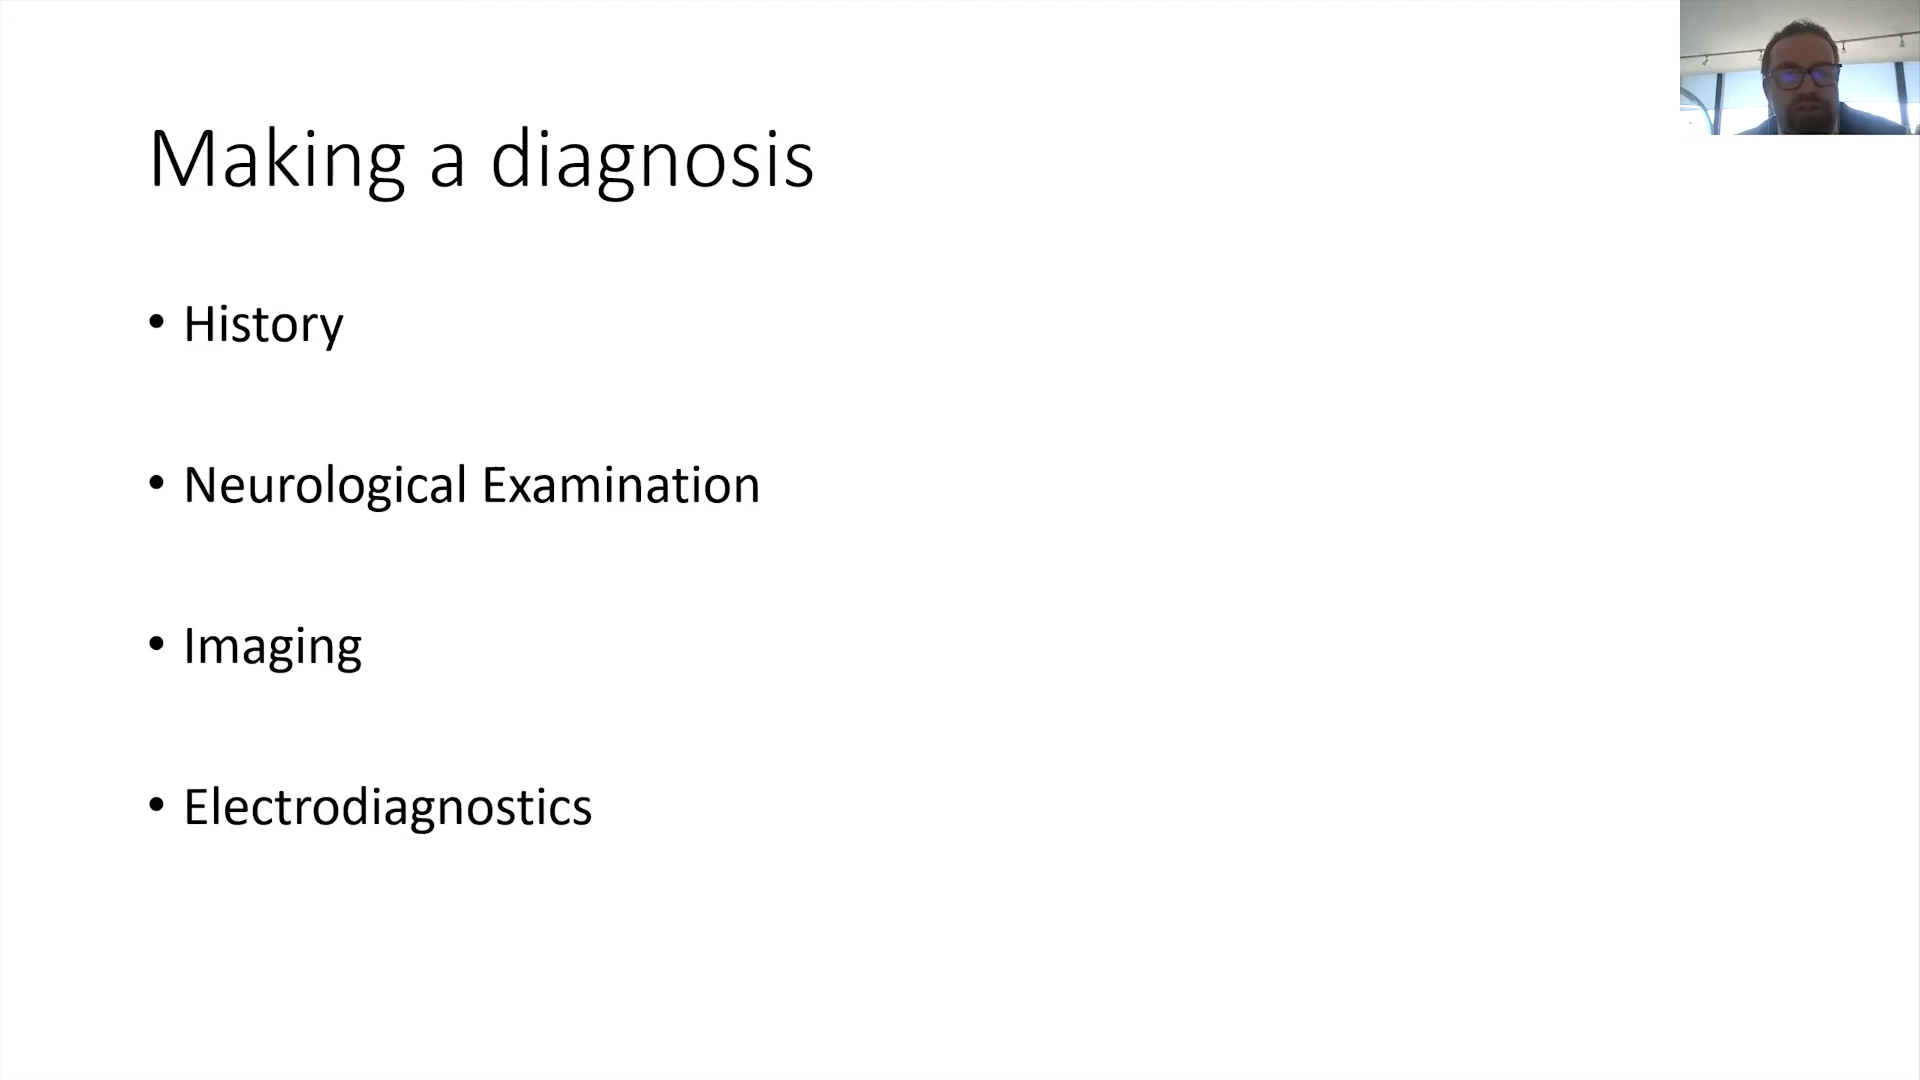 Making a diagnosis
• History
• Neurological Examination
• Imaging
• Electrodiagnostics